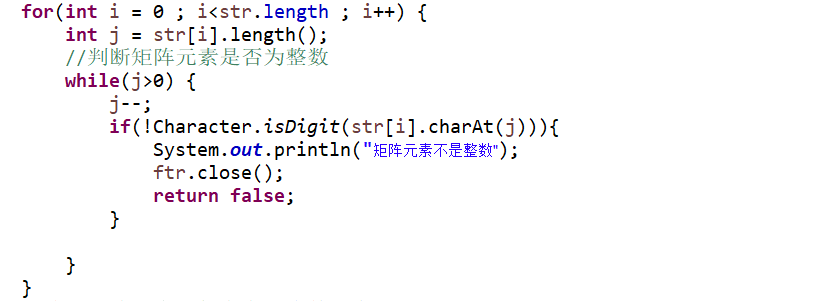 for(int i = 0 ; i<str.length ; i++) {
int j = str[i].length();
//判断矩阵元素是否为整数
while(j>0) {
j--;
if(!Character.isDigit(str[i].charAt(j))){
System.out.println("矩阵元素不是整数");
ftr.close();
return false;
}
}
}